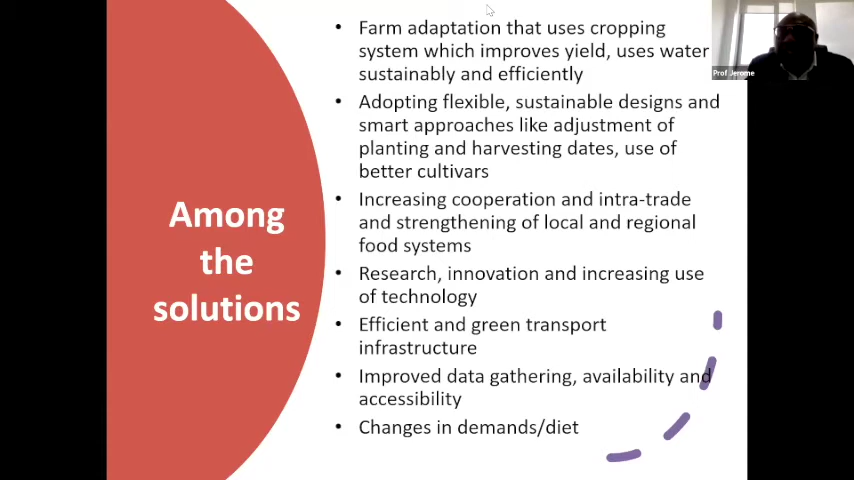 Among
the
solutions
• Farm adaptation that uses cropping
system which improves yield, uses water
sustainably and efficiently
• Adopting flexible, sustainable designs and
smart approaches like adjustment of
planting and harvesting dates, use of
better cultivars
• Increasing cooperation and intra-trade
and strengthening of local and regional
food systems
• Research, innovation and increasing use
of technology
• Efficient and green transport
infrastructure
• Improved data gathering, availability and
accessibility
• Changes in demands/diet
Prof Jerome